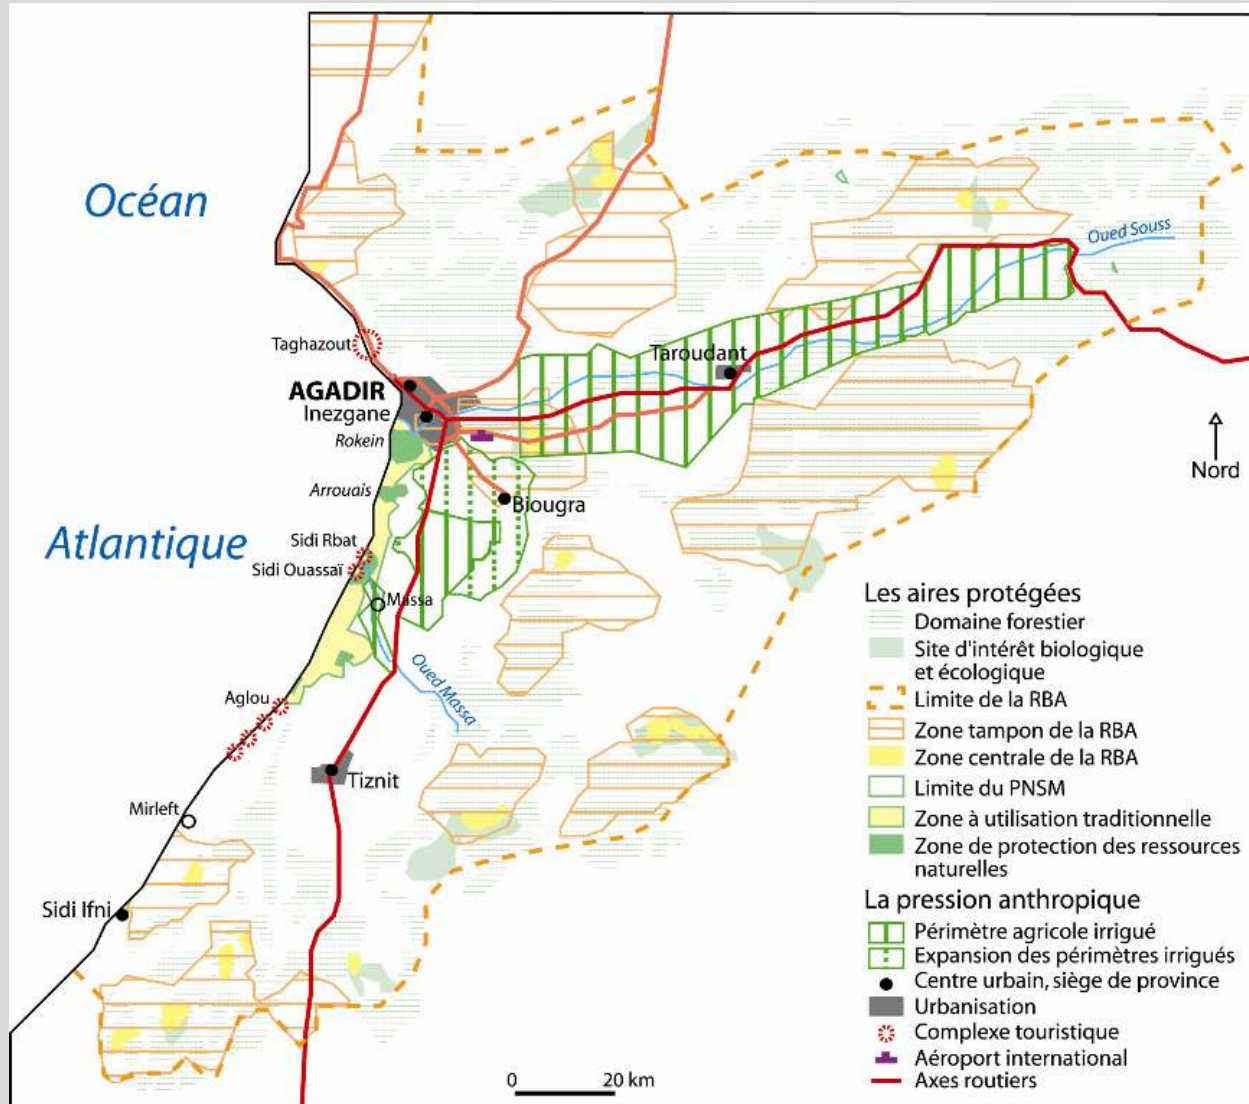 Océan
Oued Souss
Taghazout
Taroudant
AGADIR
Inezgane
Rokein
Nord
Arrouais
Biougra
Atlantique
Sidi Rbat
Sidi Ouassaï
Massa
Oued Massa
Aglou
Tiznit
Mirleft
Sidi Ifni
Les aires protégées
Domaine forestier
Site d'intérêt biologique
et écologique
Limite de la RBA
Zone tampon de la RBA
Zone centrale de la RBA
Limite du PNSM
Zone à utilisation traditionnelle
Zone de protection des ressources
naturelles
La pression anthropique
Périmètre agricole irrigué
Expansion des périmètres irrigués
Centre urbain, siège de province
Urbanisation
Complexe touristique
Aéroport international
Axes routiers
0 20 km